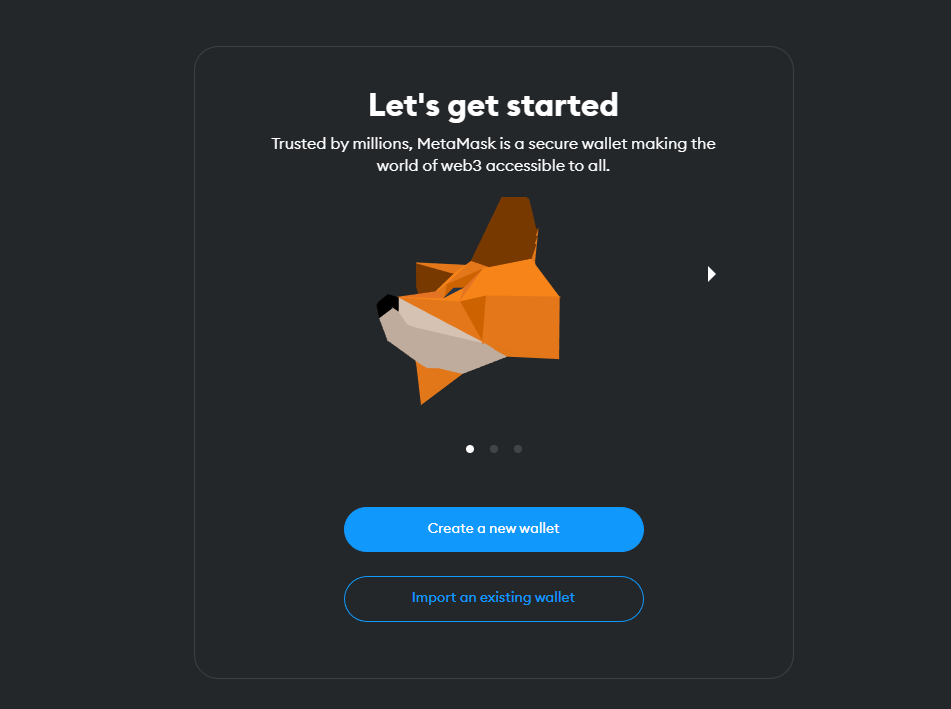 Let's get started
Trusted by millions, MetaMask is a secure wallet making the
world of web3 accessible to all.
Create a new wallet
Import an existing wallet